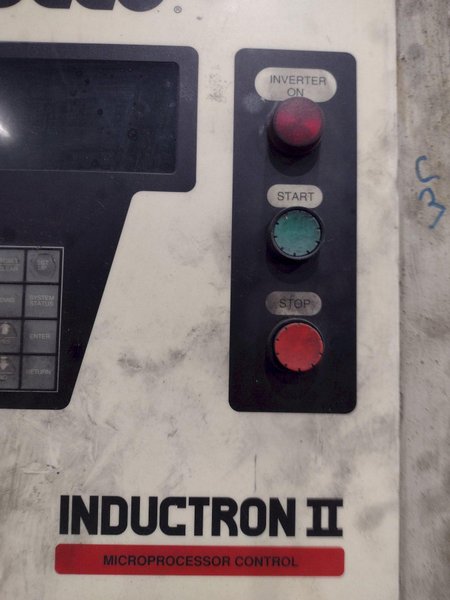 ®
INVERTER
ON
START
STOP
SYSTEM
STATUS
ENTER
RETURN
INDUCTRON II
MICROPROCESSOR CONTROL